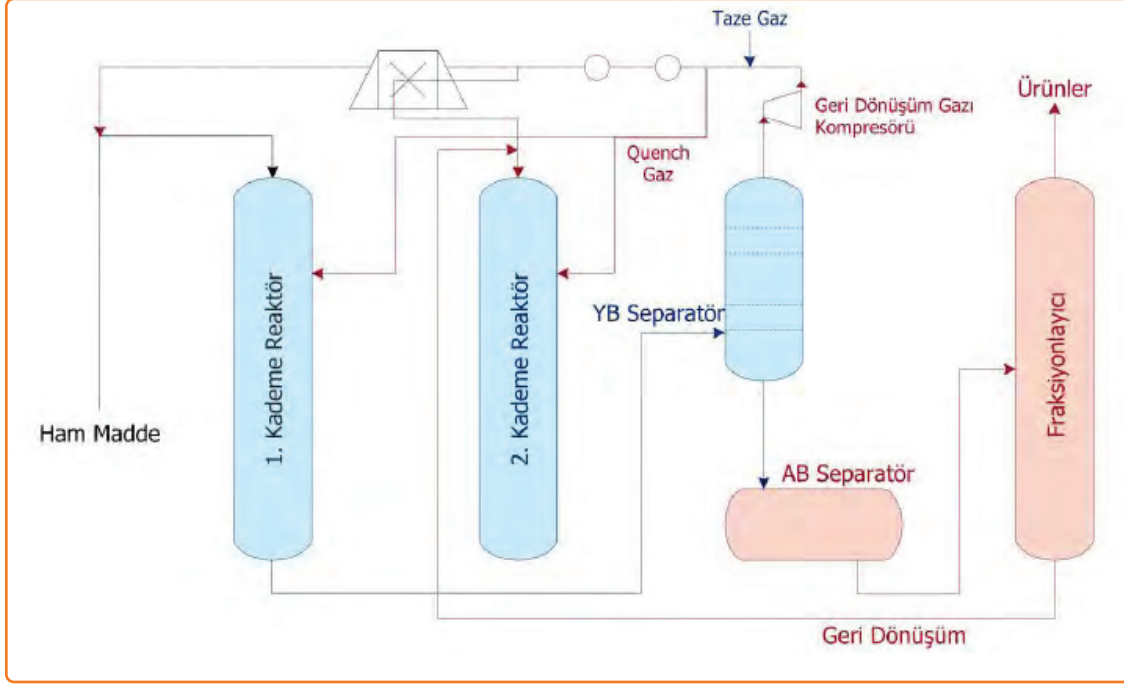 Taze Gaz
Geri Dönüşüm Gazı
Kompresörü
Ürünler
Quench
Gaz
1. Kademe Reaktör
2. Kademe Reaktör
YB Separatör
Fraksiyonlayıcı
Ham Madde
AB Separatör
Geri Dönüşüm